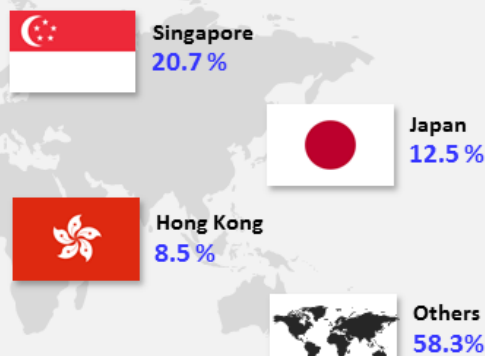 Singapore
20.7 %
Japan
12.5 %
Hong Kong
8.5 %
Others
58.3%